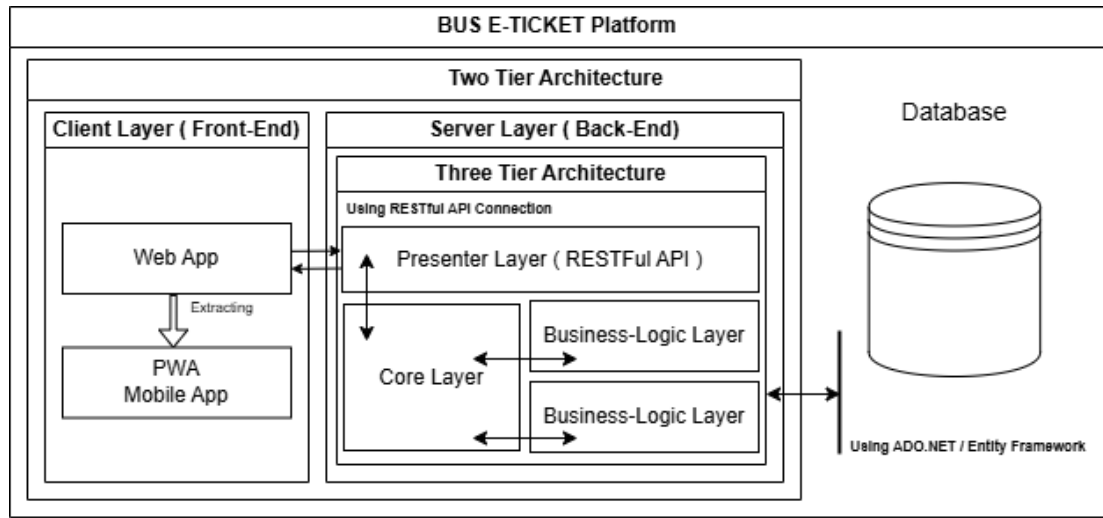 BUS E-TICKET Platform
Two Tier Architecture
Client Layer ( Front-End)
Server Layer ( Back-End)
Database
Three Tier Architecture
Using RESTful API Connection
Web App
Presenter Layer ( RESTFul API )
Extracting
Business-Logic Layer
PWA
Mobile App
Core Layer
Business-Logic Layer
Using ADO.NET / Entity Framework